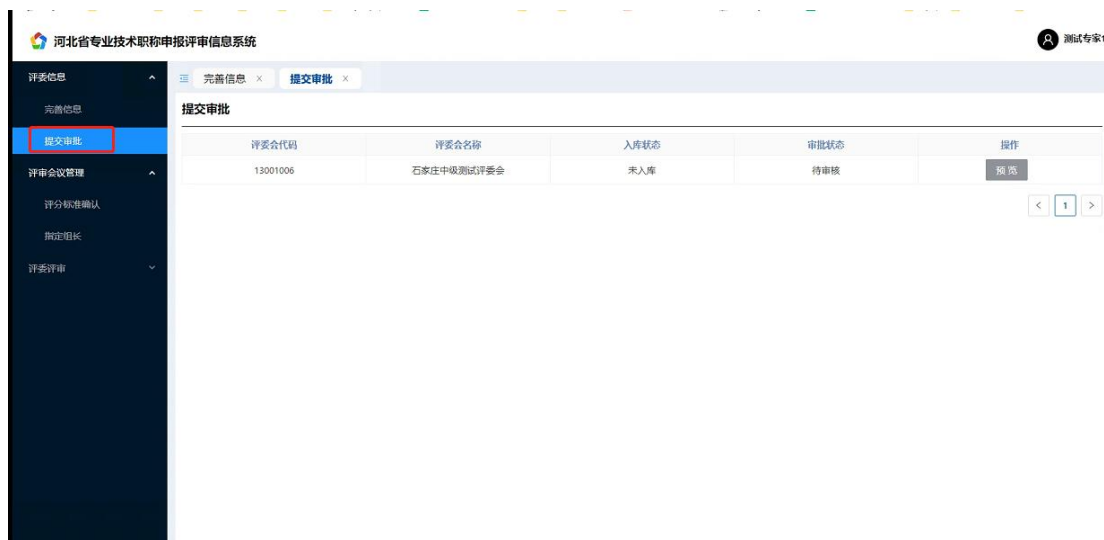 河北省专业技术职称申报评审信息系统
测试专家1
评委信息
完善信息
提交审批
评审会议管理
评分标准确认
指定组长
评委评审
完善信息 × 提交审批 ×
提交审批
评委会代码 评委会名称 入库状态 审批状态 操作
13001006 石家庄中级测试评委会 未入库 待审核 预览
< 1 >